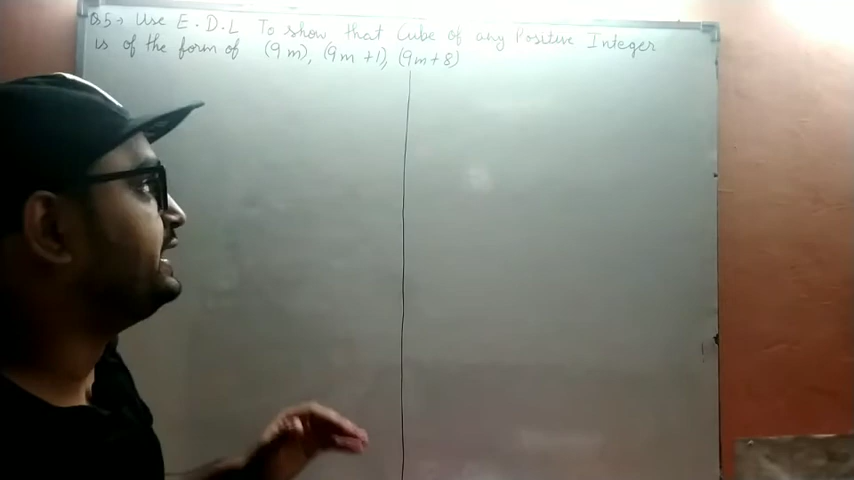 Q.5→ Use E.D.L To show that Cube of any Positive Integer
is of the form of (9m), (9m+1), (9m+8)